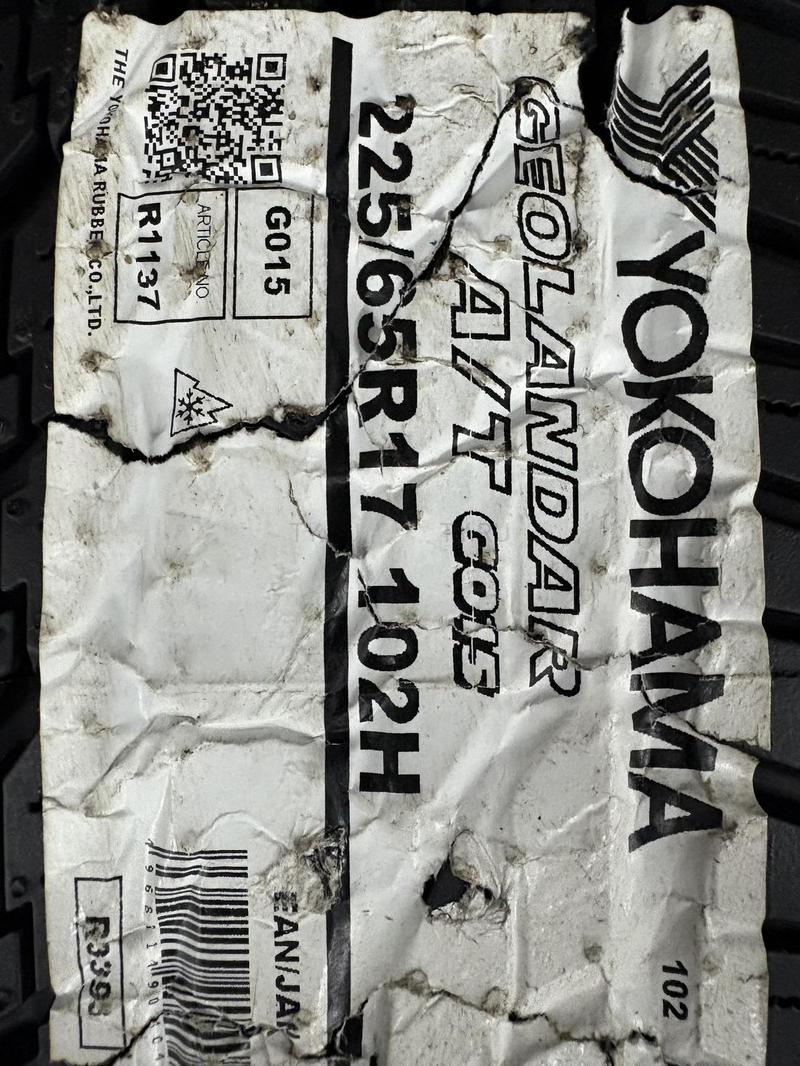 YOKOHAMA
102
GEOLANDAR
A/T G015
225/65R17 102H
G015
ARTICLE NO.
R1137
THE YOKOHAMA RUBBER CO.,LTD.
EAN/JAN